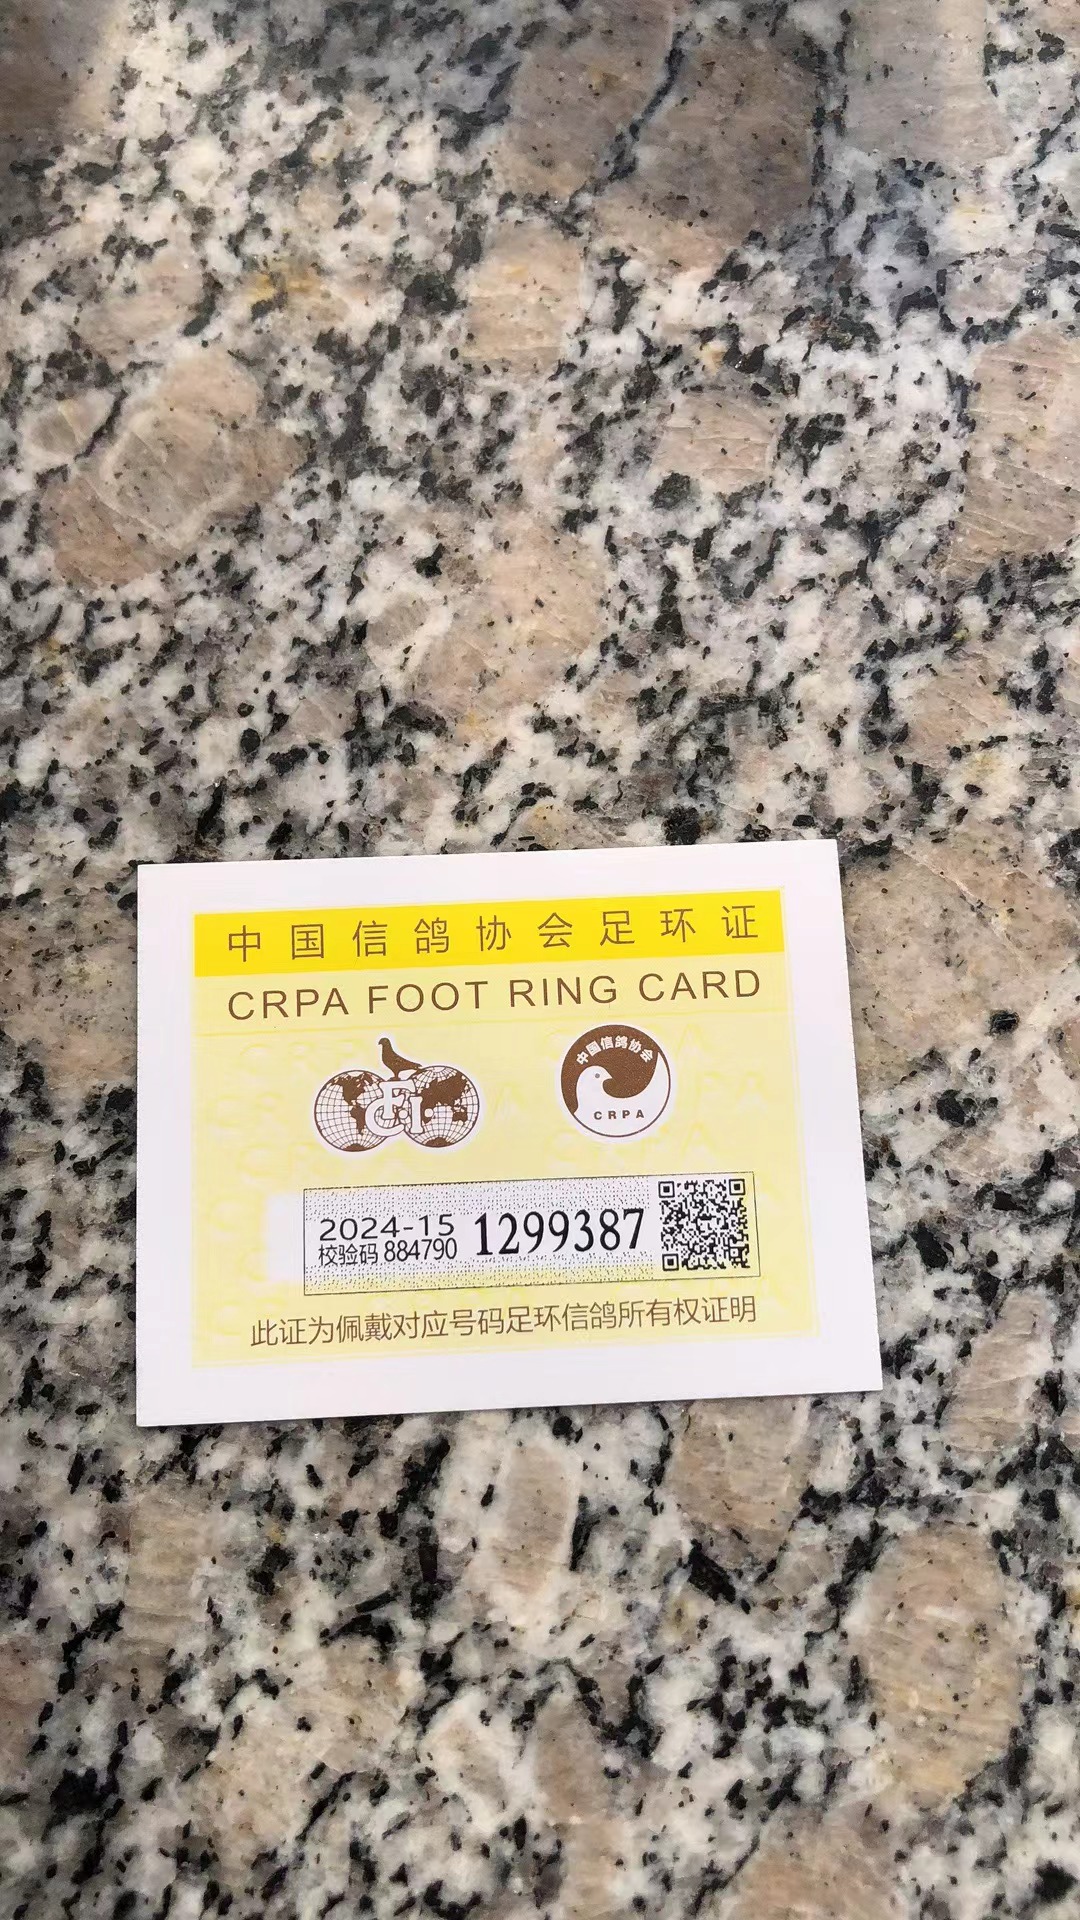 中国信鸽协会足环证
CRPA FOOT RING CARD
CFI
中国信鸽协会
CRPA
2024-15
校验码 884790
1299387
此证为佩戴对应号码足环信鸽所有权证明